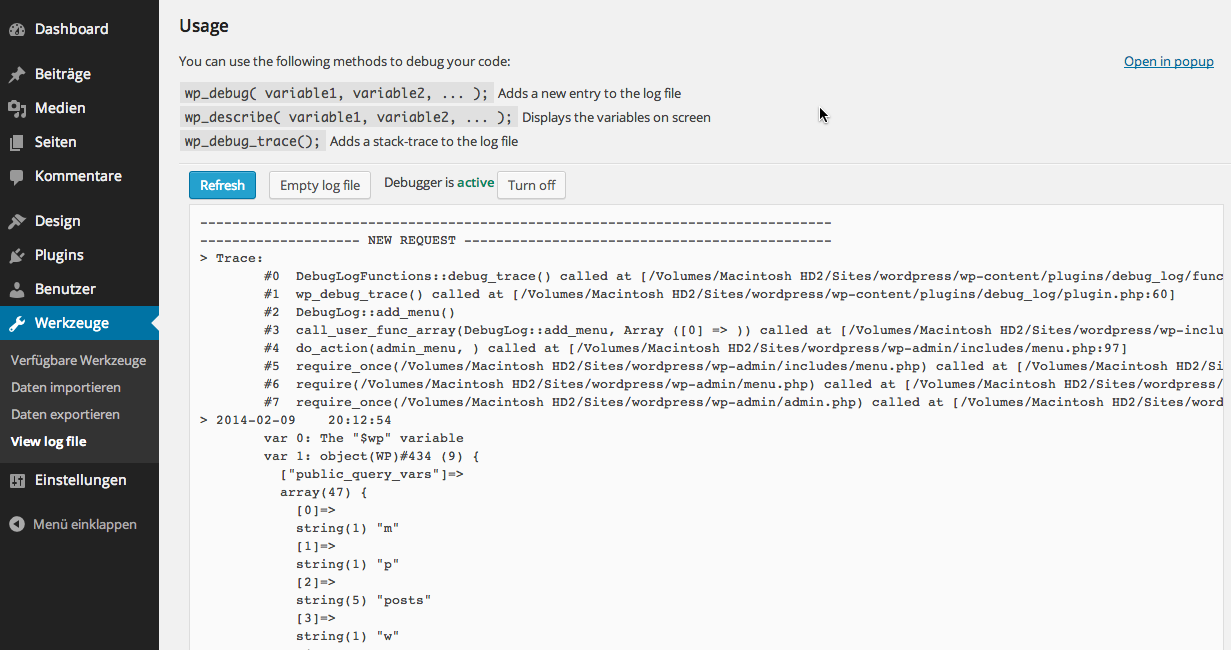 Dashboard
Beiträge
Medien
Seiten
Kommentare
Design
Plugins
Benutzer
Werkzeuge
Verfügbare Werkzeuge
Daten importieren
Daten exportieren
View log file
Einstellungen
Menü einklappen
Usage
You can use the following methods to debug your code:
Open in popup
wp_debug( variable1, variable2, ... ); Adds a new entry to the log file
wp_describe( variable1, variable2, ... ); Displays the variables on screen
wp_debug_trace(); Adds a stack-trace to the log file
Refresh Empty log file Debugger is active Turn off
-------------------------------------------------------------------------------
-------------------- NEW REQUEST ----------------------------------------------
> Trace:
#0  DebugLogFunctions::debug_trace() called at [/Volumes/Macintosh HD2/Sites/wordpress/wp-content/plugins/debug_log/func
#1  wp_debug_trace() called at [/Volumes/Macintosh HD2/Sites/wordpress/wp-content/plugins/debug_log/plugin.php:60]
#2  DebugLog::add_menu()
#3  call_user_func_array(DebugLog::add_menu, Array ([0] => )) called at [/Volumes/Macintosh HD2/Sites/wordpress/wp-inclu
#4  do_action(admin_menu, ) called at [/Volumes/Macintosh HD2/Sites/wordpress/wp-admin/includes/menu.php:97]
#5  require_once(/Volumes/Macintosh HD2/Sites/wordpress/wp-admin/includes/menu.php) called at [/Volumes/Macintosh HD2/Si
#6  require(/Volumes/Macintosh HD2/Sites/wordpress/wp-admin/menu.php) called at [/Volumes/Macintosh HD2/Sites/wordpress/
#7  require_once(/Volumes/Macintosh HD2/Sites/wordpress/wp-admin/admin.php) called at [/Volumes/Macintosh HD2/Sites/word
> 2014-02-09    20:12:54
var 0: The "$wp" variable
var 1: object(WP)#434 (9) {
["public_query_vars"]=>
array(47) {
[0]=>
string(1) "m"
[1]=>
string(1) "p"
[2]=>
string(5) "posts"
[3]=>
string(1) "w"